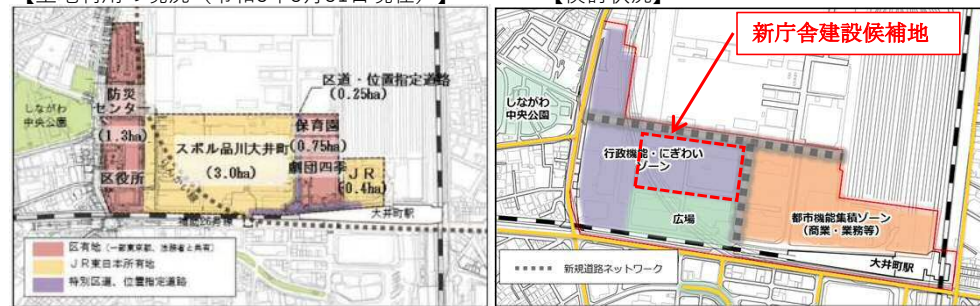 新庁舎建設候補地
区道・位置指定道路
(0.25ha)
防災
センター
(1.3ha)
区役所
しながわ
中央公園
スポル品川大井町
(3.0ha)
保育園
(0.75ha)
劇団四季
JR
(0.4ha)
大井町駅
区有地
JR東日本所有地
特別区道、位置指定道路
しながわ
中央公園
行政機能・にぎわい
ゾーン
広場
都市機能集積ゾーン
(商業・業務等)
大井町駅
新規道路ネットワーク